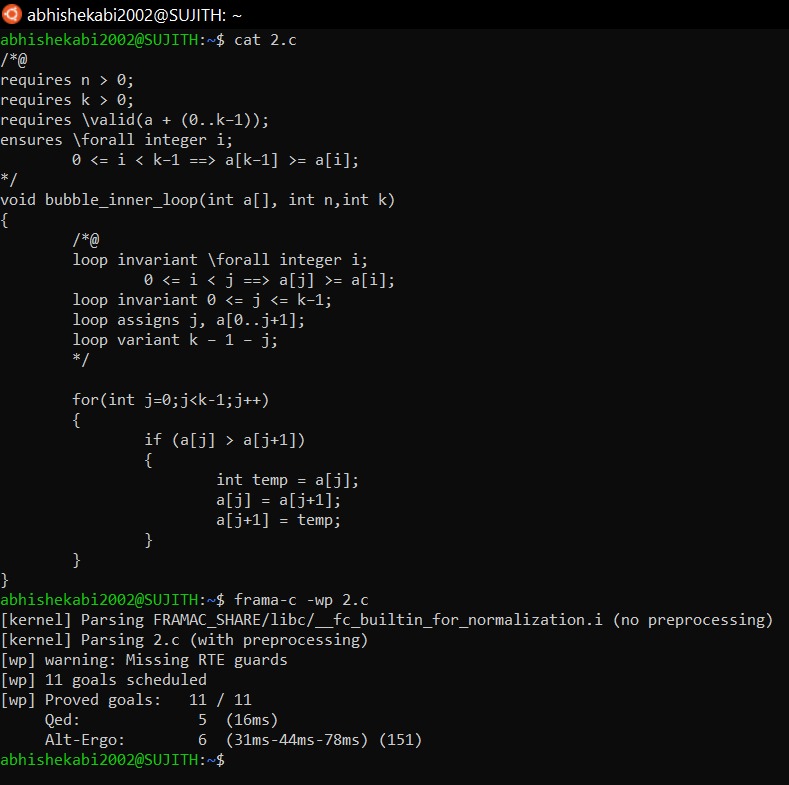 abhishekabi2002@SUJITH: ~
abhishekabi2002@SUJITH:~$ cat 2.c
/*@
requires n > 0;
requires k > 0;
requires \valid(a + (0..k-1));
ensures \forall integer i;
        0 <= i < k-1 ==> a[k-1] >= a[i];
*/
void bubble_inner_loop(int a[], int n,int k)
{
        /*@
        loop invariant \forall integer i;
                0 <= i < j ==> a[j] >= a[i];
        loop invariant 0 <= j <= k-1;
        loop assigns j, a[0..j+1];
        loop variant k - 1 - j;
        */
        for(int j=0;j<k-1;j++)
        {
                if (a[j] > a[j+1])
                {
                        int temp = a[j];
                        a[j] = a[j+1];
                        a[j+1] = temp;
                }
        }
}
abhishekabi2002@SUJITH:~$ frama-c -wp 2.c
[kernel] Parsing FRAMAC_SHARE/libc/__fc_builtin_for_normalization.i (no preprocessing)
[kernel] Parsing 2.c (with preprocessing)
[wp] warning: Missing RTE guards
[wp] 11 goals scheduled
[wp] Proved goals:   11 / 11
     Qed:             5  (16ms)
     Alt-Ergo:        6  (31ms-44ms-78ms) (151)
abhishekabi2002@SUJITH:~$